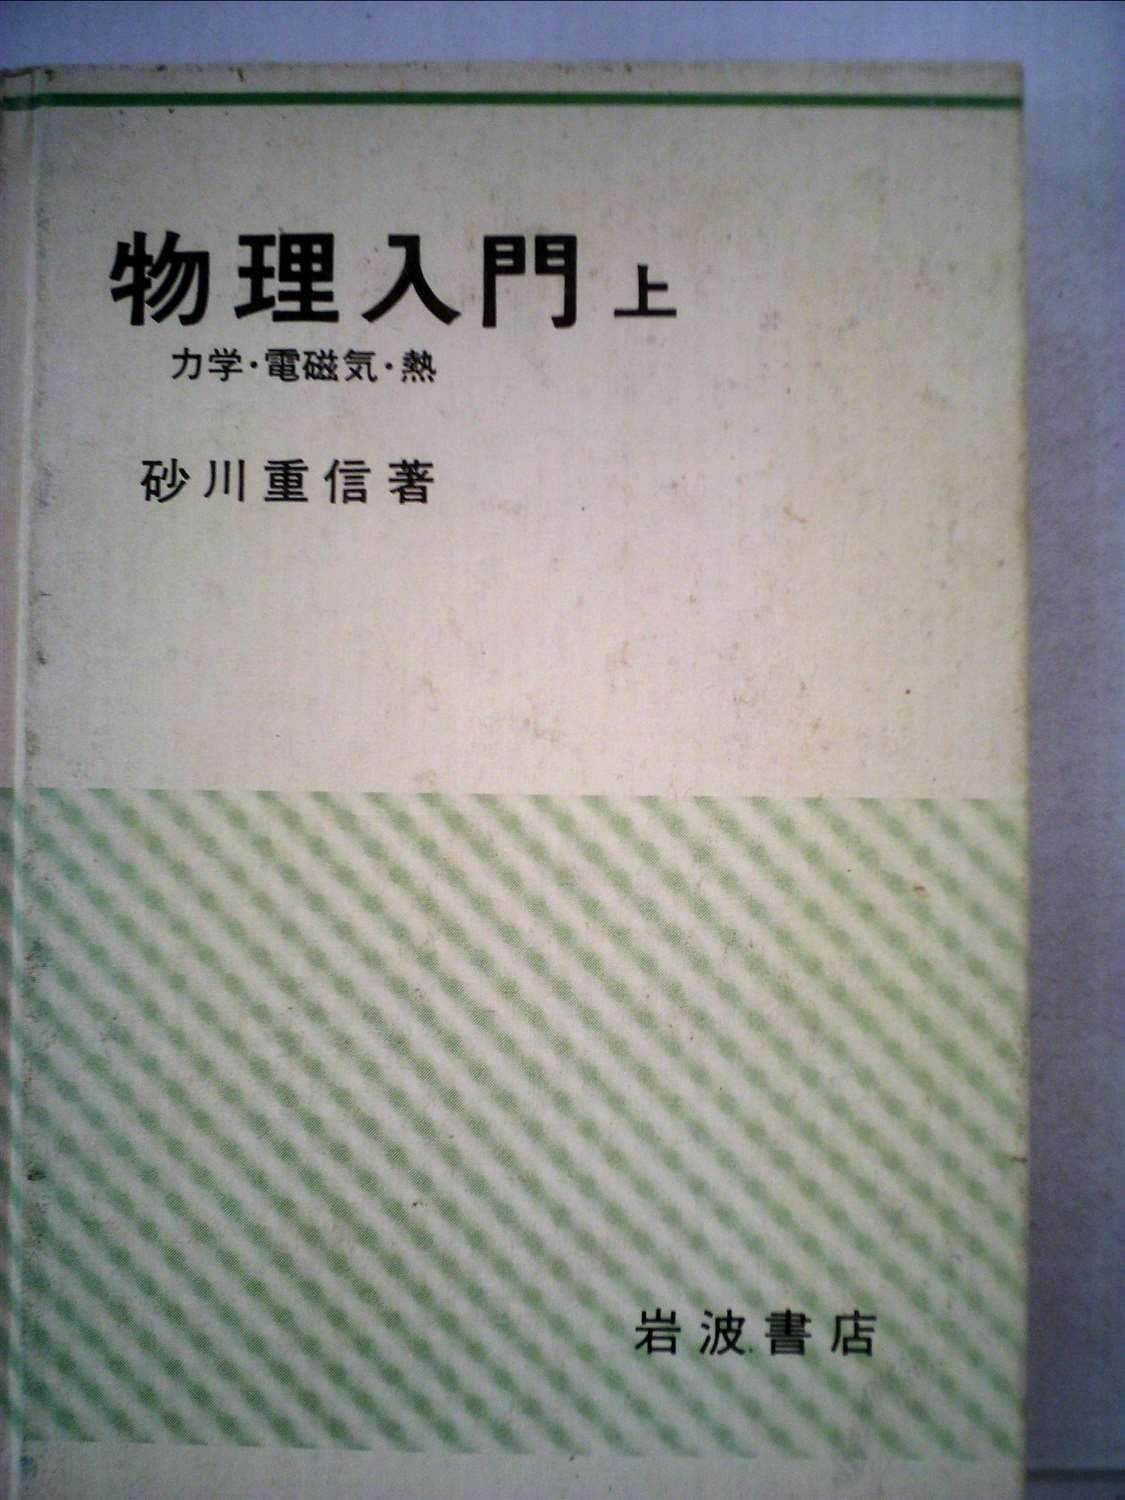 物理入門 上
力学・電磁気・熱
砂川重信著
岩波書店